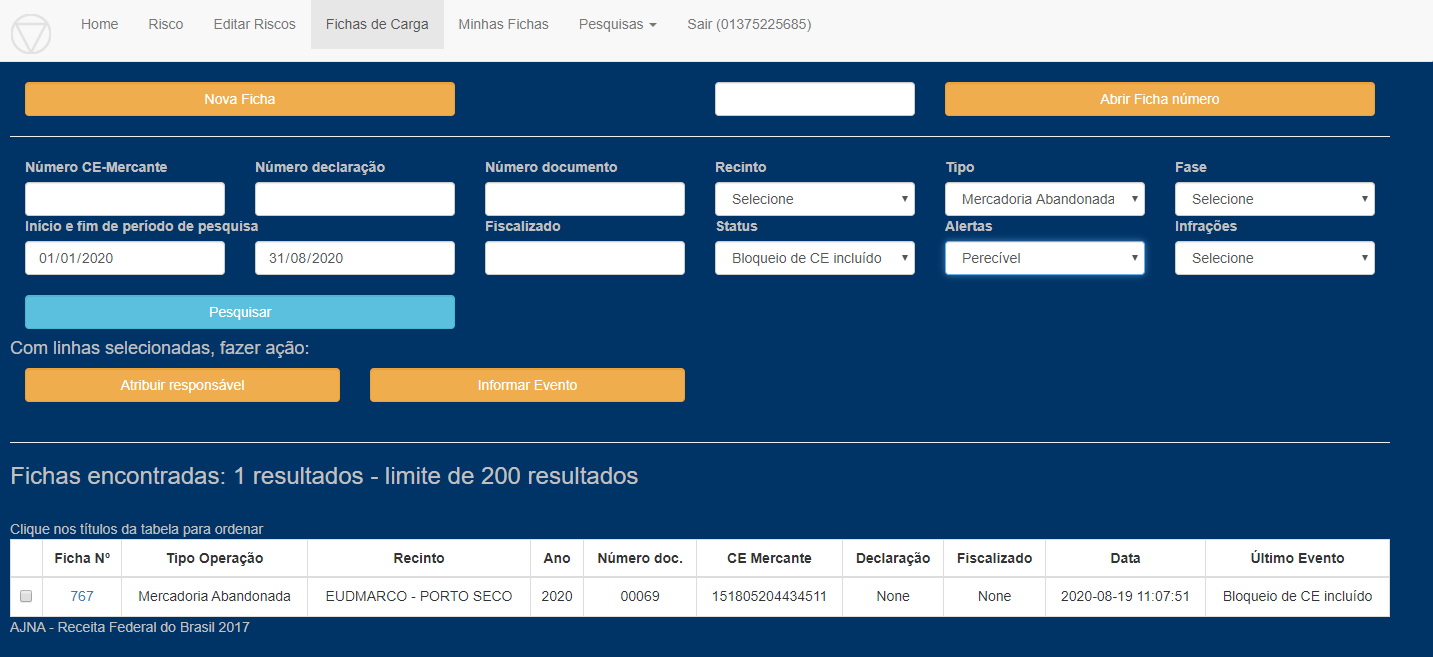 Home Risco Editar Riscos Fichas de Carga Minhas Fichas Pesquisas Sair (01375225685)
Nova Ficha Abrir Ficha número
Número CE-Mercante Número declaração Número documento Recinto Tipo Fase
Selecione Mercadoria Abandonada Selecione
Início e fim de período de pesquisa Fiscalizado Status Alertas Infrações
01/01/2020 31/08/2020 Bloqueio de CE incluído Perecível Selecione
Pesquisar
Com linhas selecionadas, fazer ação:
Atribuir responsável Informar Evento
Fichas encontradas: 1 resultados - limite de 200 resultados
Clique nos títulos da tabela para ordenar
Ficha Nº Tipo Operação Recinto Ano Número doc. CE Mercante Declaração Fiscalizado Data Último Evento
767 Mercadoria Abandonada EUDMARCO - PORTO SECO 2020 00069 151805204434511 None None 2020-08-19 11:07:51 Bloqueio de CE incluído
AJNA - Receita Federal do Brasil 2017